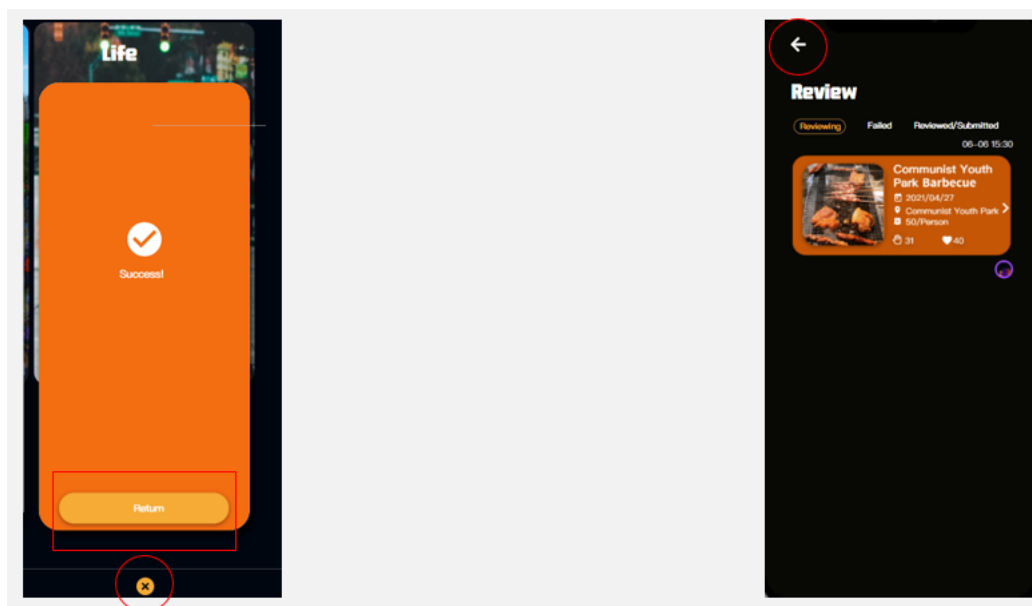 Life
Success!
Return
Review
Reviewing Failed Reviewed/Submitted
06-06 15:30
Communist Youth
Park Barbecue
2021/04/27
Communist Youth Park
50/Person
31 40